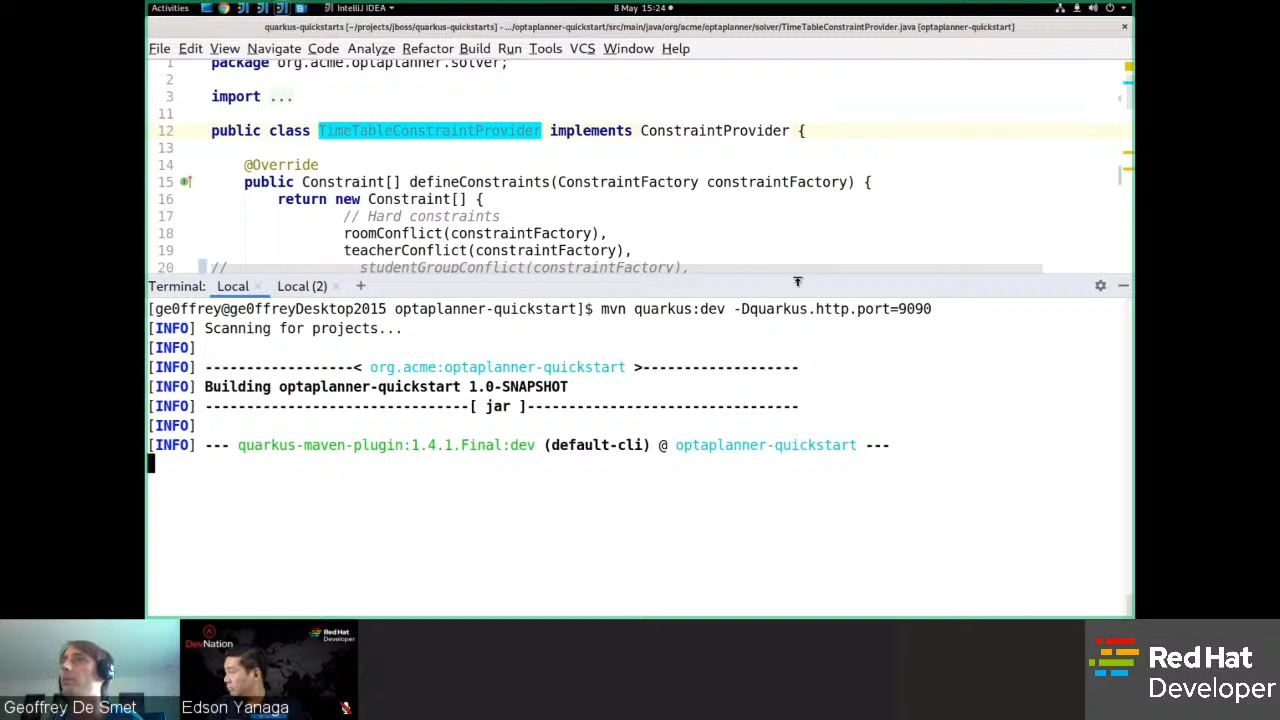 Activities IntelliJ IDEA 8 May 15:24
quarkus-quickstarts [~/projects/jboss/quarkus-quickstarts] - .../optaplanner-quickstart/src/main/java/org/acme/optaplanner/solver/TimeTableConstraintProvider.java [optaplanner-quickstart]
File Edit View Navigate Code Analyze Refactor Build Run Tools VCS Window Help
1 package org.acme.optaplanner.solver;
2
3 import ...
11
12 public class TimeTableConstraintProvider implements ConstraintProvider {
13
14 @Override
15 public Constraint[] defineConstraints(ConstraintFactory constraintFactory) {
16 return new Constraint[] {
17 // Hard constraints
18 roomConflict(constraintFactory),
19 teacherConflict(constraintFactory),
20 // studentGroupConflict(constraintFactory),
Terminal: Local × Local (2) × +
[ge0ffrey@ge0ffreyDesktop2015 optaplanner-quickstart]$ mvn quarkus:dev -Dquarkus.http.port=9090
[INFO] Scanning for projects...
[INFO]
[INFO] ------------------< org.acme:optaplanner-quickstart >-------------------
[INFO] Building optaplanner-quickstart 1.0-SNAPSHOT
[INFO] --------------------------------[ jar ]---------------------------------
[INFO]
[INFO] --- quarkus-maven-plugin:1.4.1.Final:dev (default-cli) @ optaplanner-quickstart ---
DevNation
Red Hat
Developer
Geoffrey De Smet
Edson Yanaga
Red Hat
Developer